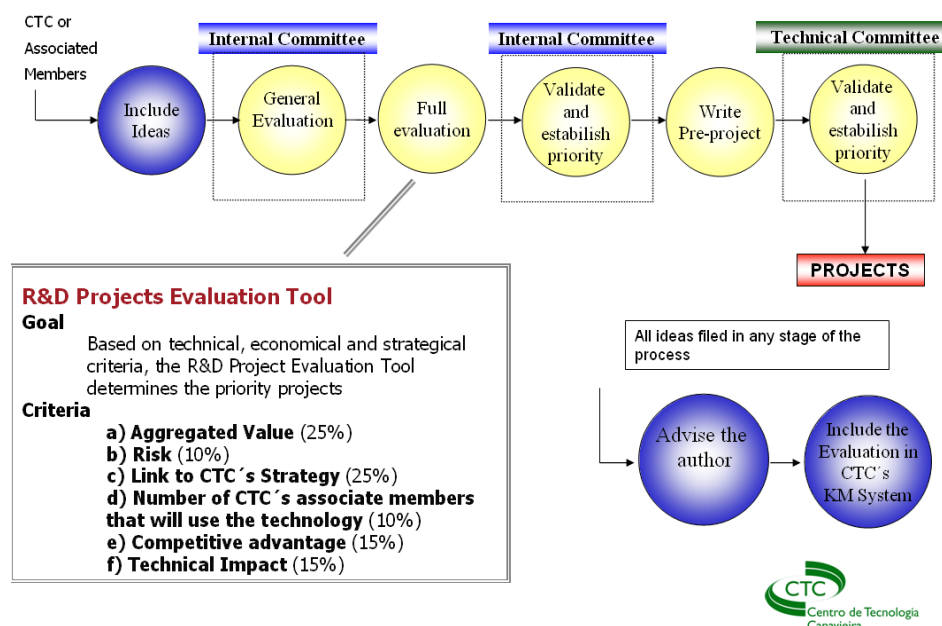 CTC or
Associated
Members
Internal Committee
Internal Committee
Technical Committee
Include
Ideas
General
Evaluation
Full
evaluation
Validate
and
estabilish
priority
Write
Pre-project
Validate
and
estabilish
priority
PROJECTS
R&D Projects Evaluation Tool
Goal
Based on technical, economical and strategical
criteria, the R&D Project Evaluation Tool
determines the priority projects
Criteria
a) Aggregated Value (25%)
b) Risk (10%)
c) Link to CTC´s Strategy (25%)
d) Number of CTC´s associate members
that will use the technology (10%)
e) Competitive advantage (15%)
f) Technical Impact (15%)
All ideas filed in any stage of the
process
Advise the
author
Include the
Evaluation in
CTC´s
KM System
CTC
Centro de Tecnologia
Canavieira